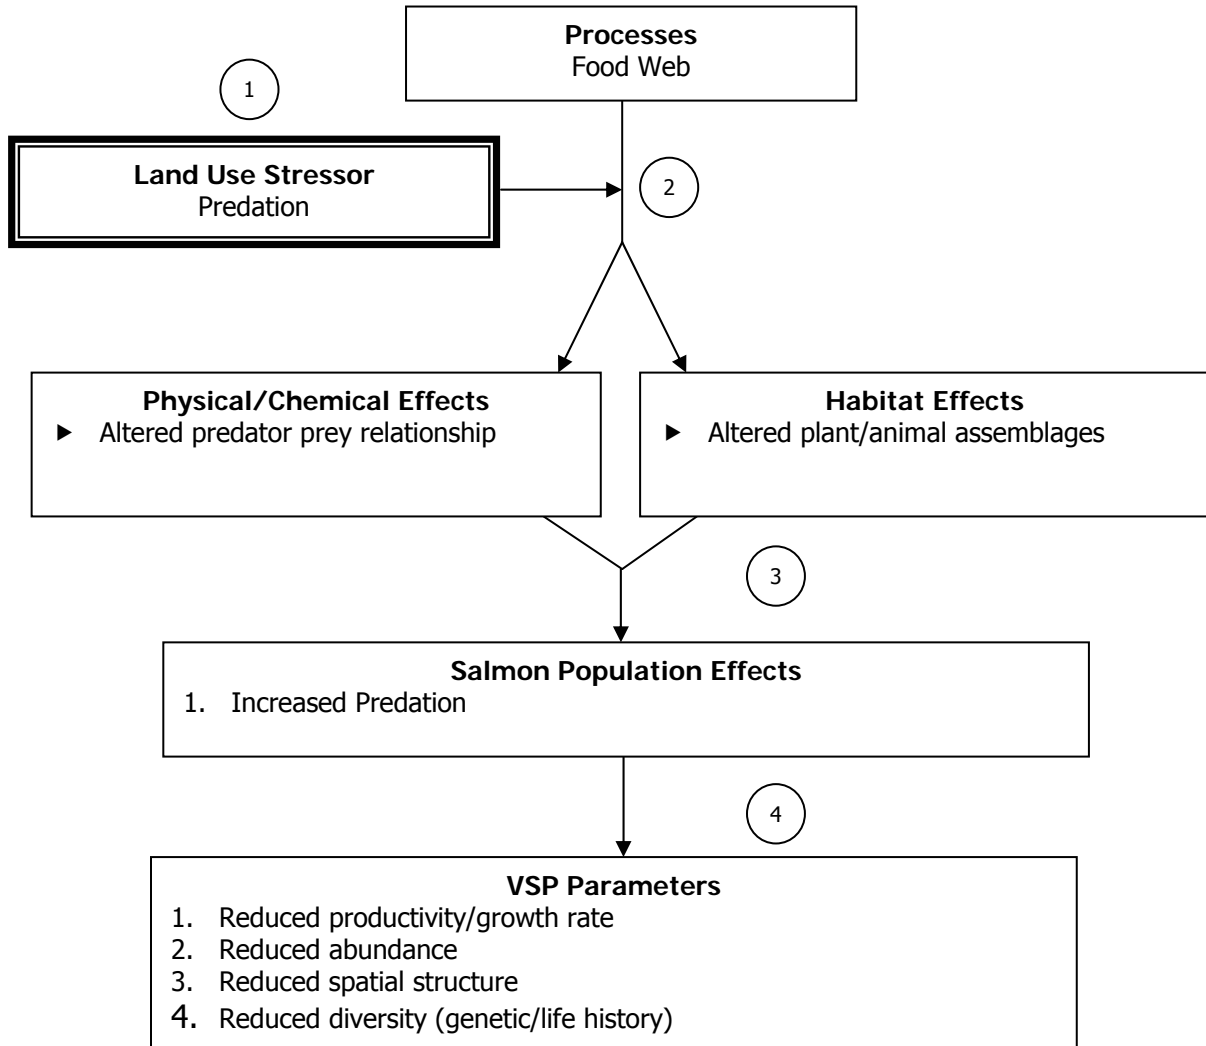 Processes
Food Web
1
Land Use Stressor
Predation
2
Physical/Chemical Effects
► Altered predator prey relationship
Habitat Effects
► Altered plant/animal assemblages
3
Salmon Population Effects
1. Increased Predation
4
VSP Parameters
1. Reduced productivity/growth rate
2. Reduced abundance
3. Reduced spatial structure
4. Reduced diversity (genetic/life history)